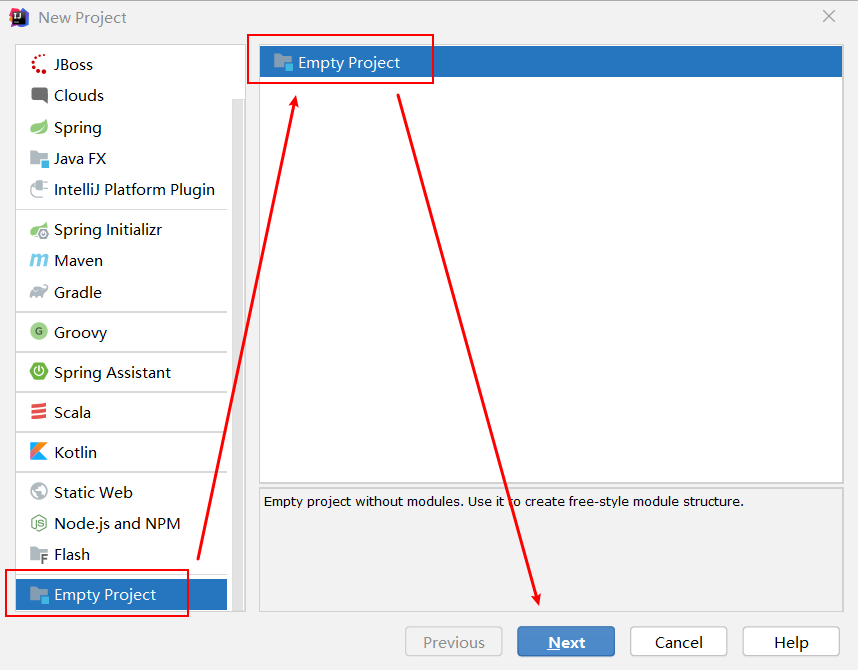 New Project
JBoss
Clouds
Spring
Java FX
IntelliJ Platform Plugin
Spring Initializr
Maven
Gradle
Groovy
Spring Assistant
Scala
Kotlin
Static Web
Node.js and NPM
Flash
Empty Project
Empty Project
Empty project without modules. Use it to create free-style module structure.
Previous
Next
Cancel
Help